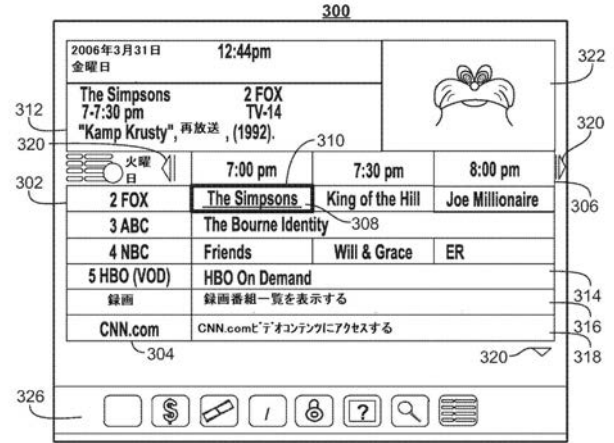 300
2006年3月31日 12:44pm
金曜日
322
The Simpsons 2 FOX
7-7:30 pm TV-14
312
"Kamp Krusty", 再放送 , (1992).
320
310
320
火曜
日
7:00 pm 7:30 pm 8:00 pm
302
306
2 FOX The Simpsons King of the Hill Joe Millionaire
308
3 ABC The Bourne Identity
4 NBC Friends Will & Grace ER
5 HBO (VOD) HBO On Demand
314
録画 録画番組一覧を表示する
316
CNN.com CNN.comビデオコンテンツにアクセスする
318
304
320
326
$ / ?